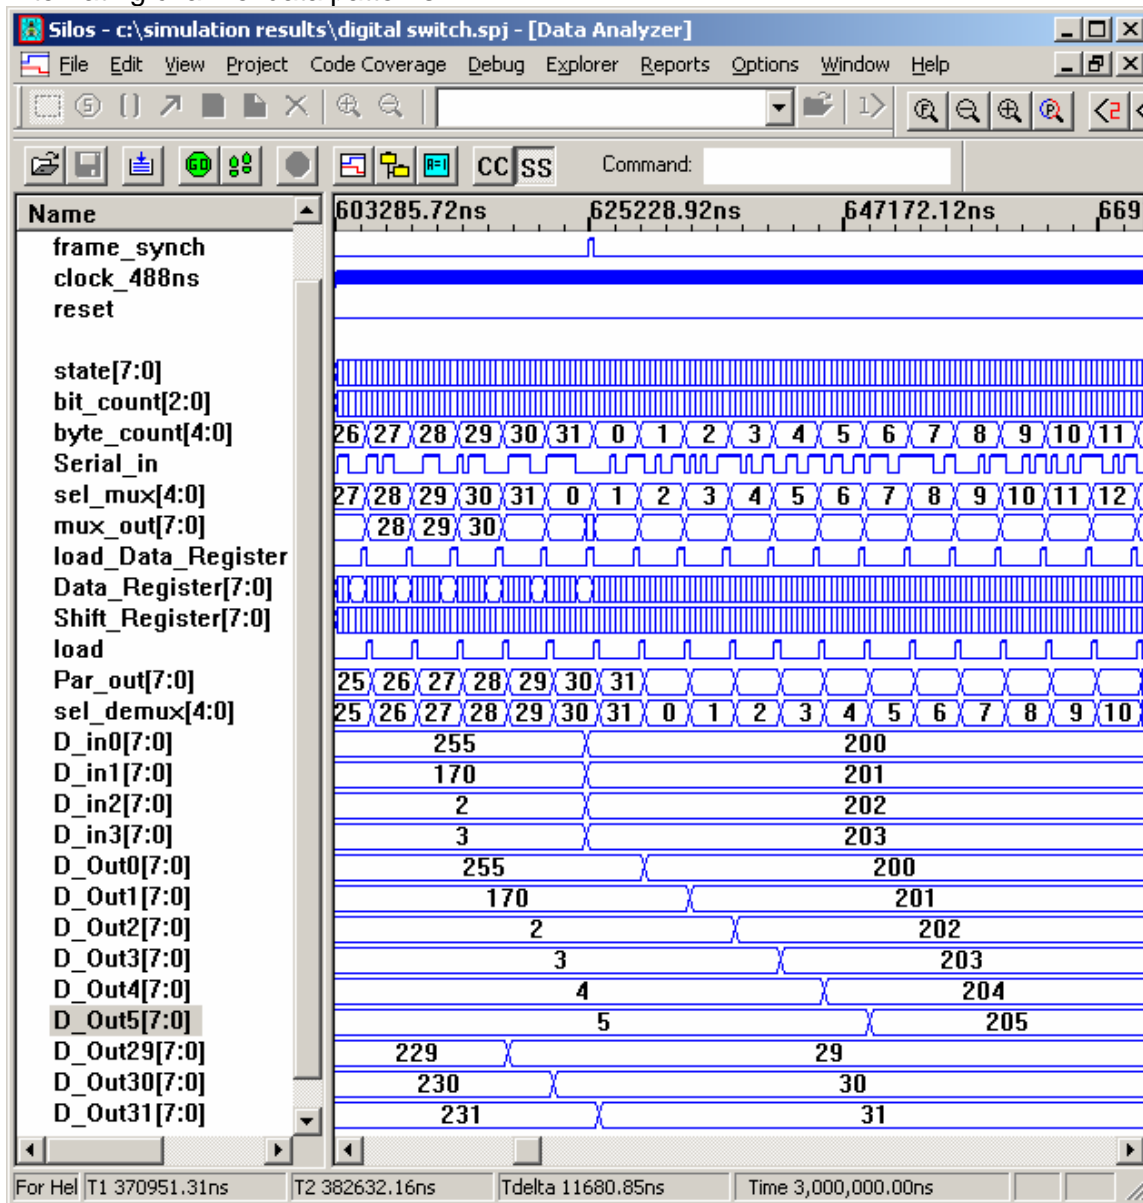 Silos - c:\simulation results\digital switch.spj - [Data Analyzer]
File Edit View Project Code Coverage Debug Explorer Reports Options Window Help
GO R=1 CC SS Command:
Name 603285.72ns 625228.92ns 647172.12ns 669
frame_synch
clock_488ns
reset
state[7:0]
bit_count[2:0]
byte_count[4:0] 26 27 28 29 30 31 0 1 2 3 4 5 6 7 8 9 10 11
Serial_in
sel_mux[4:0] 27 28 29 30 31 0 1 2 3 4 5 6 7 8 9 10 11 12
mux_out[7:0] 28 29 30
load_Data_Register
Data_Register[7:0]
Shift_Register[7:0]
load
Par_out[7:0] 25 26 27 28 29 30 31
sel_demux[4:0] 25 26 27 28 29 30 31 0 1 2 3 4 5 6 7 8 9 10
D_in0[7:0] 255 200
D_in1[7:0] 170 201
D_in2[7:0] 2 202
D_in3[7:0] 3 203
D_Out0[7:0] 255 200
D_Out1[7:0] 170 201
D_Out2[7:0] 2 202
D_Out3[7:0] 3 203
D_Out4[7:0] 4 204
D_Out5[7:0] 5 205
D_Out29[7:0] 229 29
D_Out30[7:0] 230 30
D_Out31[7:0] 231 31
For Hel T1 370951.31ns T2 382632.16ns Tdelta 11680.85ns Time 3,000,000.00ns